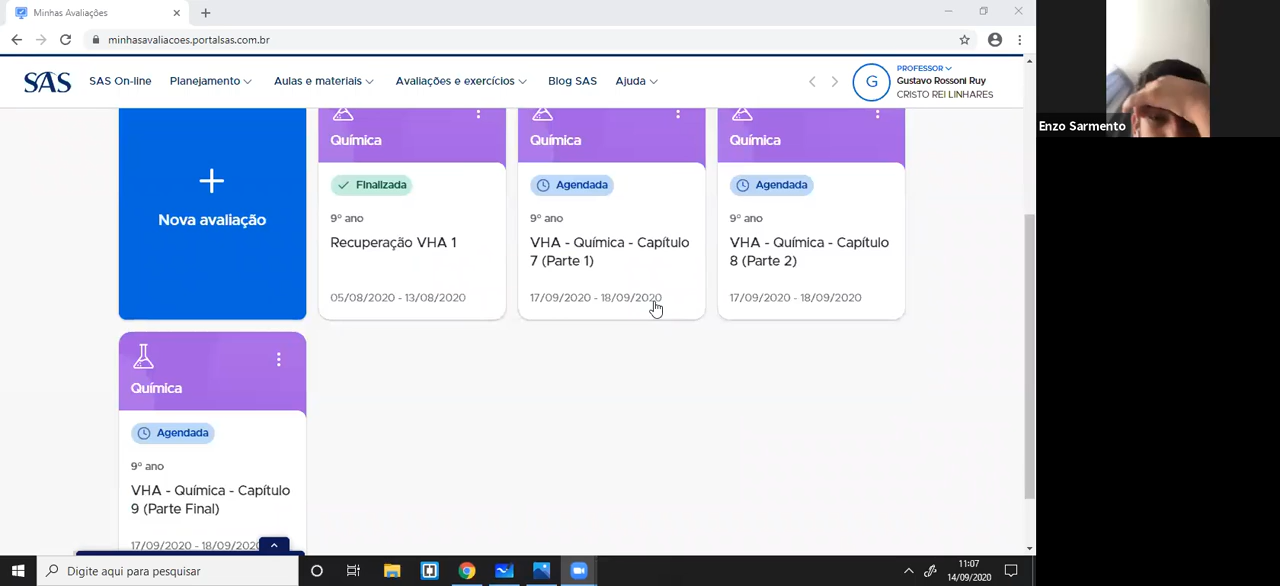 Minhas Avaliações
minhasavaliacoes.portalsas.com.br
SAS
SAS On-line
Planejamento
Aulas e materiais
Avaliações e exercícios
Blog SAS
Ajuda
G
PROFESSOR
Gustavo Rossoni Ruy
CRISTO REI LINHARES
Enzo Sarmento
Nova avaliação
Química
Finalizada
9º ano
Recuperação VHA 1
05/08/2020 - 13/08/2020
Química
Agendada
9º ano
VHA - Química - Capítulo
7 (Parte 1)
17/09/2020 - 18/09/2020
Química
Agendada
9º ano
VHA - Química - Capítulo
8 (Parte 2)
17/09/2020 - 18/09/2020
Química
Agendada
9º ano
VHA - Química - Capítulo
9 (Parte Final)
17/09/2020 - 18/09/2020
Digite aqui para pesquisar
11:07
14/09/2020